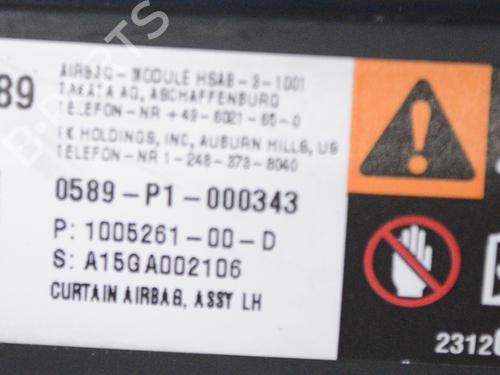 89
AIRBAG-MODULE HSAB-3-1001
TAKATA AG, ASCHAFFENBURG
TELEFON-NR +49-6021-65-0
TK HOLDINGS, INC, AUBURN HILLS, US
TELEFON-NR 1-248-373-8040
0589-P1-000343
P: 1005261-00-D
S: A15GA002106
CURTAIN AIRBAG, ASSY LH
2312
B-PARTS